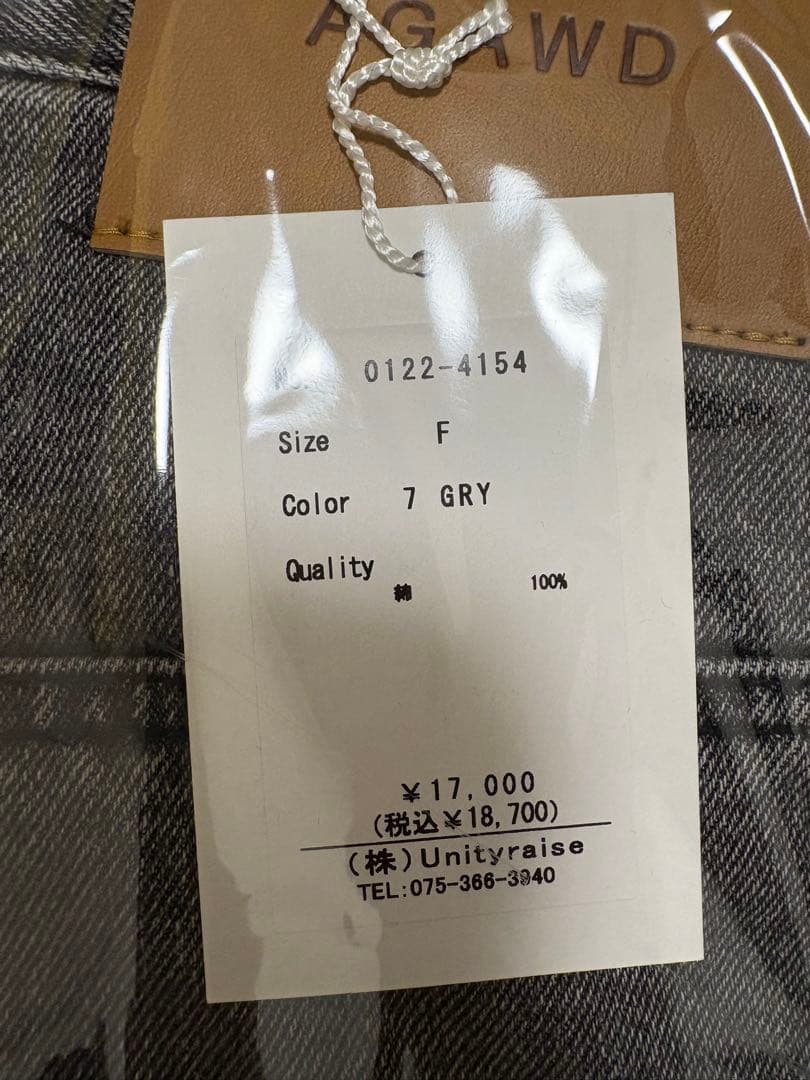 AGAWD
0122-4154
Size F
Color 7 GRY
Quality
綿 100%
¥17,000
(税込¥18,700)
(株)Unityraise
TEL:075-366-3940